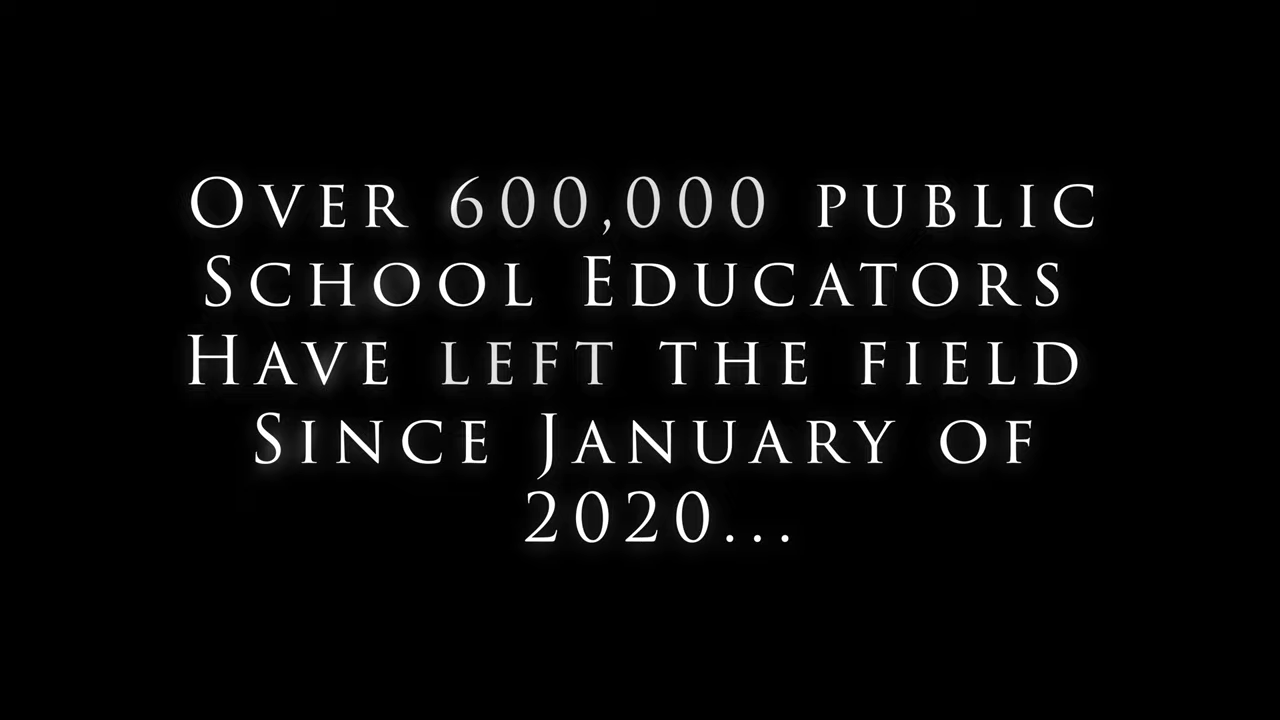 Over 600,000 public
School Educators
Have left the field
Since January of
2020...